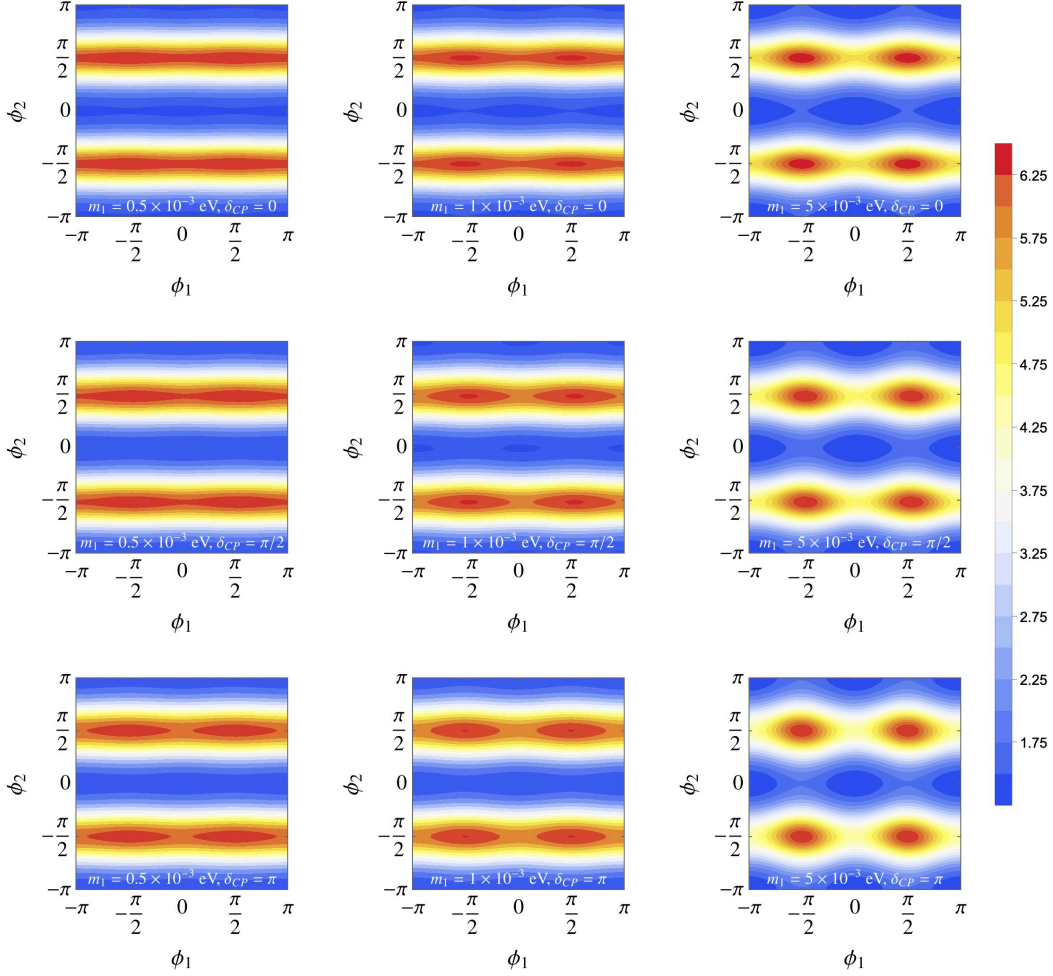 π
π/2
0
−π/2
−π
ϕ2
m1 = 0.5 × 10−3 eV, δCP = 0
−π −π/2 0 π/2 π
ϕ1
π
π/2
0
−π/2
−π
ϕ2
m1 = 1 × 10−3 eV, δCP = 0
−π −π/2 0 π/2 π
ϕ1
π
π/2
0
−π/2
−π
ϕ2
m1 = 5 × 10−3 eV, δCP = 0
−π −π/2 0 π/2 π
ϕ1
π
π/2
0
−π/2
−π
ϕ2
m1 = 0.5 × 10−3 eV, δCP = π/2
−π −π/2 0 π/2 π
ϕ1
π
π/2
0
−π/2
−π
ϕ2
m1 = 1 × 10−3 eV, δCP = π/2
−π −π/2 0 π/2 π
ϕ1
π
π/2
0
−π/2
−π
ϕ2
m1 = 5 × 10−3 eV, δCP = π/2
−π −π/2 0 π/2 π
ϕ1
π
π/2
0
−π/2
−π
ϕ2
m1 = 0.5 × 10−3 eV, δCP = π
−π −π/2 0 π/2 π
ϕ1
π
π/2
0
−π/2
−π
ϕ2
m1 = 1 × 10−3 eV, δCP = π
−π −π/2 0 π/2 π
ϕ1
π
π/2
0
−π/2
−π
ϕ2
m1 = 5 × 10−3 eV, δCP = π
−π −π/2 0 π/2 π
ϕ1
6.25
5.75
5.25
4.75
4.25
3.75
3.25
2.75
2.25
1.75